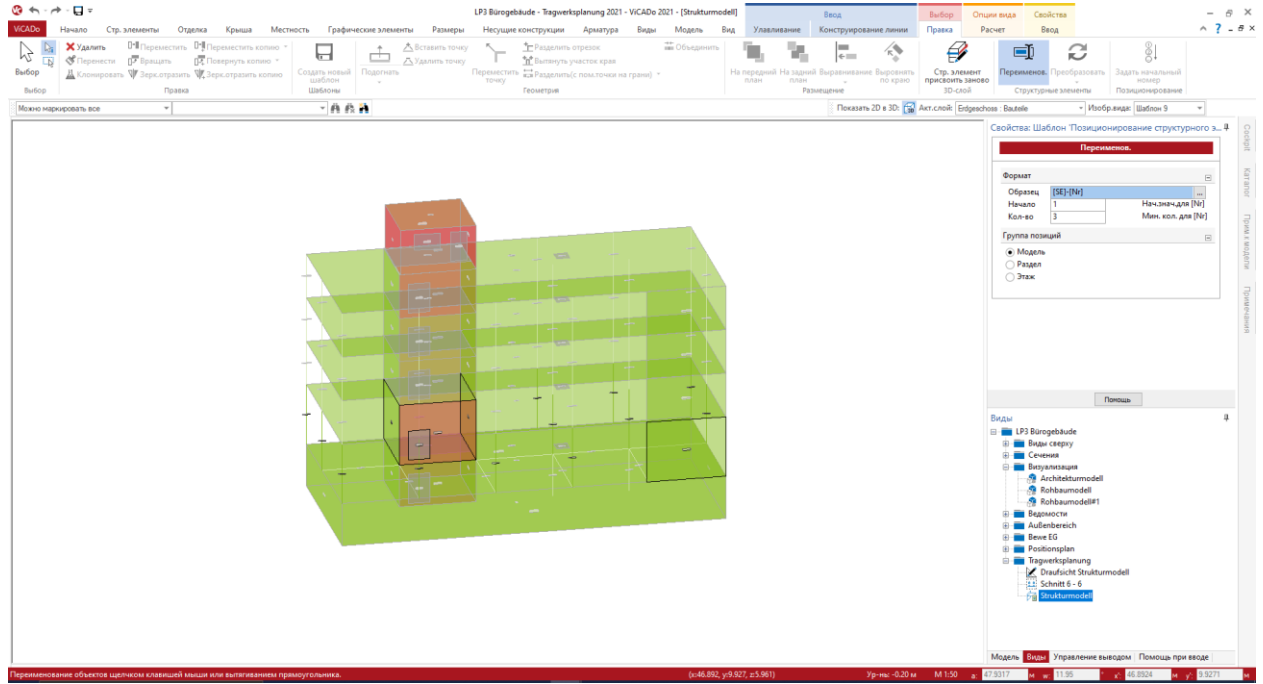 LP3 Bürogebäude - Tragwerksplanung 2021 - ViCADo 2021 - [Strukturmodell]
Ввод
Выбор Опции вида Свойства
ViCADo Начало Стр. элементы Отделка Крыша Местность Графические элементы Размеры Несущие конструкции Арматура Виды Модель Вид Улавливание Конструирование линии Правка Расчет Ввод
Выбор
Удалить Переместить Переместить копию
Перенести Вращать Повернуть копию
Клонировать Зерк.отразить Зерк.отразить копию
Создать новый шаблон
Подогнать
Вставить точку
Удалить точку
Переместить точку
Разделить отрезок
Вытянуть участок края
Разделить(с пом.точки на грани)
Объединить
На передний план
На задний план
Выравнивание
Выровнять по краю
Стр. элемент присвоить заново
Переименов.
Преобразовать
Задать начальный номер
Выбор Правка Шаблоны Геометрия Размещение 3D-слой Структурные элементы Позиционирование
Можно маркировать все
Показать 2D в 3D: Акт.слой: Erdgeschoss : Bauteile Изобр.вида: Шаблон 9
Свойства: Шаблон "Позиционирование структурного э...
Переименов.
Формат
Образец [SE]-[Nr] ...
Начало 1 Нач.знач.для [Nr]
Кол-во 3 Мин. кол. для [Nr]
Группа позиций
Модель
Раздел
Этаж
Помощь
Cockpit
Каталог
Прим.к модели
Примечания
Виды
LP3 Bürogebäude
Виды сверху
Сечения
Визуализация
Architekturmodell
Rohbaumodell
Rohbaumodell#1
Ведомости
Außenbereich
Bewe EG
Positionsplan
Tragwerksplanung
Draufsicht Strukturmodell
Schnitt 6 - 6
Strukturmodell
Модель Виды Управление выводом Помощь при вводе
Переименование объектов щелчком клавишей мыши или вытягиванием прямоугольника. (x:46.892, y:9.927, z:5.961) Ур-нь: -0.20 м М 1:50 a: 47.9317 м w: 11.95 ° x': 46.8924 м y': 9.9271 м